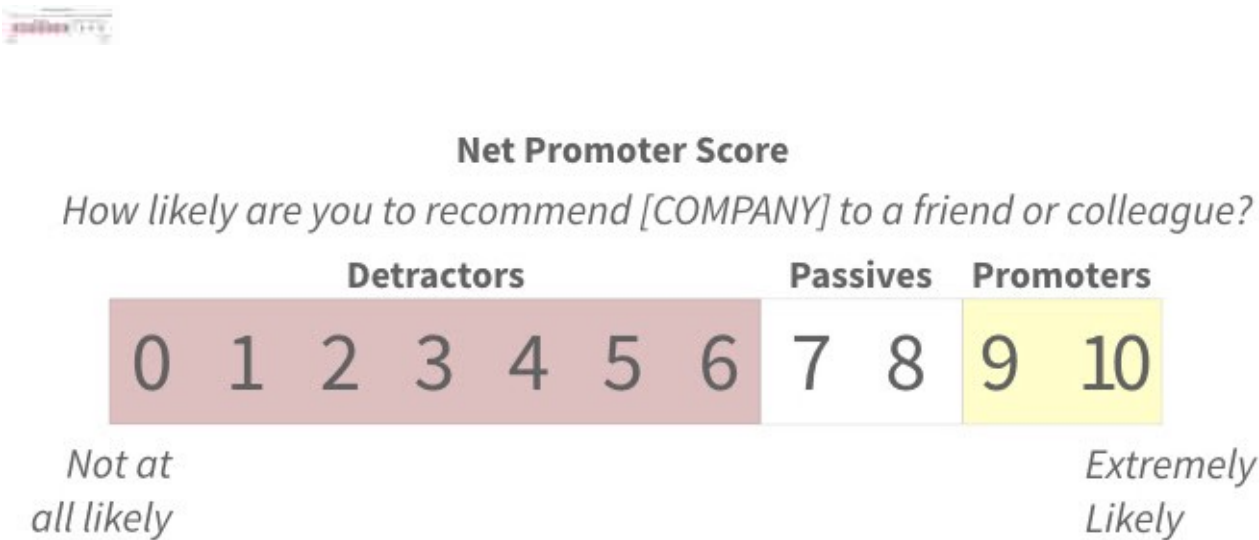 Net Promoter Score
How likely are you to recommend [COMPANY] to a friend or colleague?
Detractors Passives Promoters
0 1 2 3 4 5 6 7 8 9 10
Not at all likely
Extremely Likely